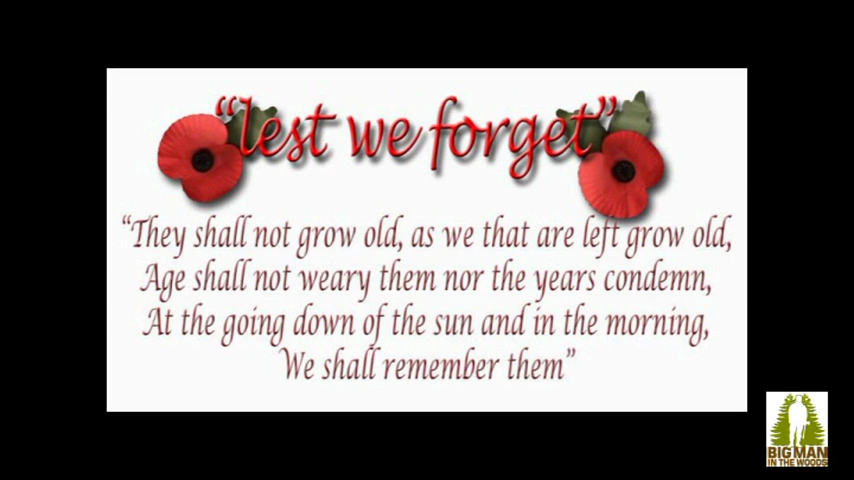 “lest we forget”
“They shall not grow old, as we that are left grow old,
Age shall not weary them nor the years condemn,
At the going down of the sun and in the morning,
We shall remember them”
BIG MAN
IN THE WOODS